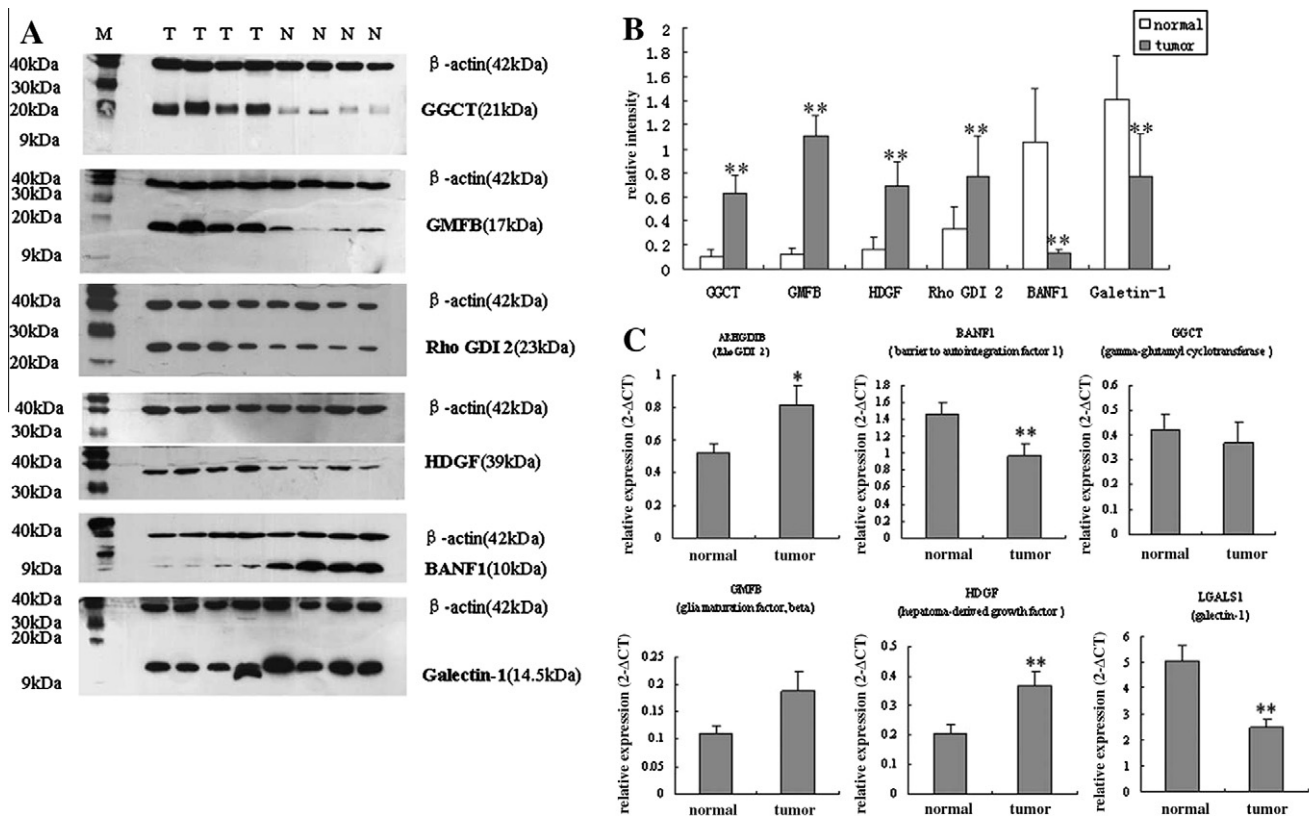 A
M T T T T N N N N
40kDa
30kDa
20kDa
9kDa
β-actin(42kDa)
GGCT(21kDa)
40kDa
30kDa
20kDa
9kDa
β-actin(42kDa)
GMFB(17kDa)
40kDa
30kDa
20kDa
β-actin(42kDa)
Rho GDI 2(23kDa)
40kDa
30kDa
β-actin(42kDa)
40kDa
30kDa
HDGF(39kDa)
40kDa
9kDa
β-actin(42kDa)
BANF1(10kDa)
40kDa
30kDa
20kDa
9kDa
β-actin(42kDa)
Galectin-1(14.5kDa)
B
normal
tumor
relative intensity
2
1.8
1.6
1.4
1.2
1
0.8
0.6
0.4
0.2
0
** ** ** ** ** **
GGCT GMFB HDGF Rho GDI 2 BANF1 Galetin-1
C
ARHGDIB
(Rho GDI 2)
relative expression (2-ΔCT)
1
0.8
0.6
0.4
0.2
0
*
normal tumor
BANF1
(barrier to autointegration factor 1)
relative expression (2-ΔCT)
1.8
1.6
1.4
1.2
1
0.8
0.6
0.4
0.2
0
**
normal tumor
GGCT
(gamma-glutamyl cyclotransferase)
relative expression (2-ΔCT)
0.6
0.5
0.4
0.3
0.2
0.1
0
normal tumor
GMFB
(glia maturation factor, beta)
relative expression (2-ΔCT)
0.25
0.2
0.15
0.1
0.05
0
normal tumor
HDGF
(hepatoma-derived growth factor)
relative expression (2-ΔCT)
0.5
0.4
0.3
0.2
0.1
0
**
normal tumor
LGALS1
(galectin-1)
relative expression (2-ΔCT)
6
5
4
3
2
1
0
**
normal tumor